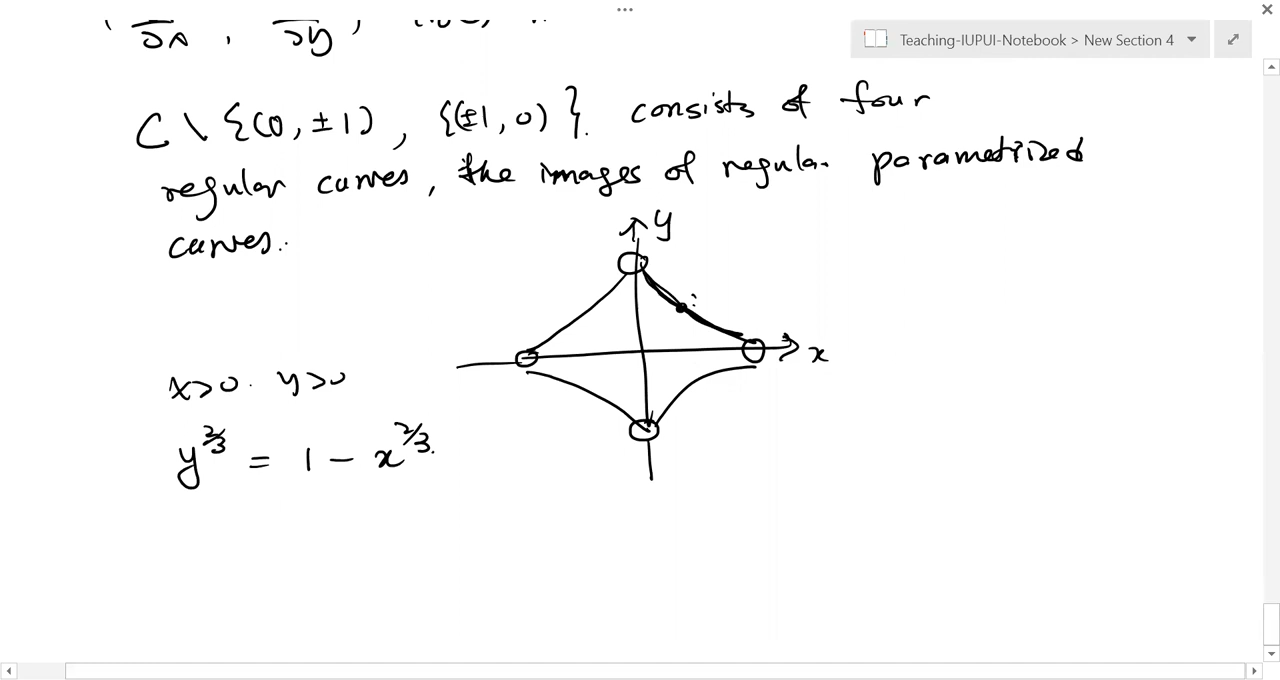 Teaching-IUPUI-Notebook > New Section 4
C \ {(0, ±1), {(±1, 0)}. consists of four
regular curves, the images of regular parametrized
curves.
y
x
x>0. y>0
y^{2/3} = 1 − x^{2/3}.